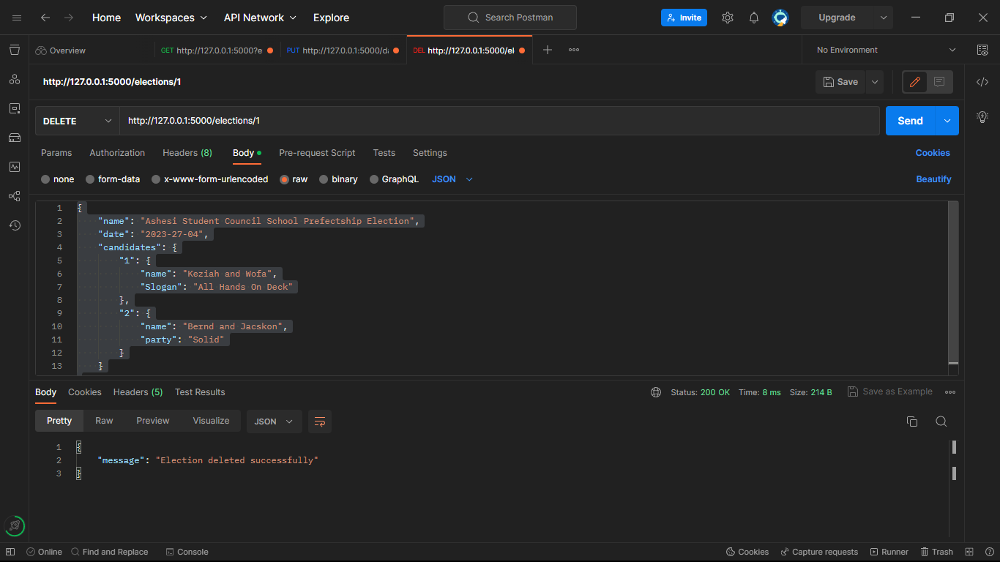 Home Workspaces API Network Explore Search Postman Invite Upgrade
Overview GET http://127.0.0.1:5000?e PUT http://127.0.0.1:5000/d DEL http://127.0.0.1:5000/el No Environment
http://127.0.0.1:5000/elections/1 Save
DELETE http://127.0.0.1:5000/elections/1 Send
Params Authorization Headers (8) Body Pre-request Script Tests Settings Cookies
none form-data x-www-form-urlencoded raw binary GraphQL JSON Beautify
1 {
2 "name": "Ashesi Student Council School Prefectship Election",
3 "date": "2023-27-04",
4 "candidates": {
5 "1": {
6 "name": "Keziah and Wofa",
7 "Slogan": "All Hands On Deck"
8 },
9 "2": {
10 "name": "Bernd and Jacskon",
11 "party": "Solid"
12 }
13 }
Body Cookies Headers (5) Test Results Status: 200 OK Time: 8 ms Size: 214 B Save as Example
Pretty Raw Preview Visualize JSON
1 {
2 "message": "Election deleted successfully"
3 }
Online Find and Replace Console Cookies Capture requests Runner Trash